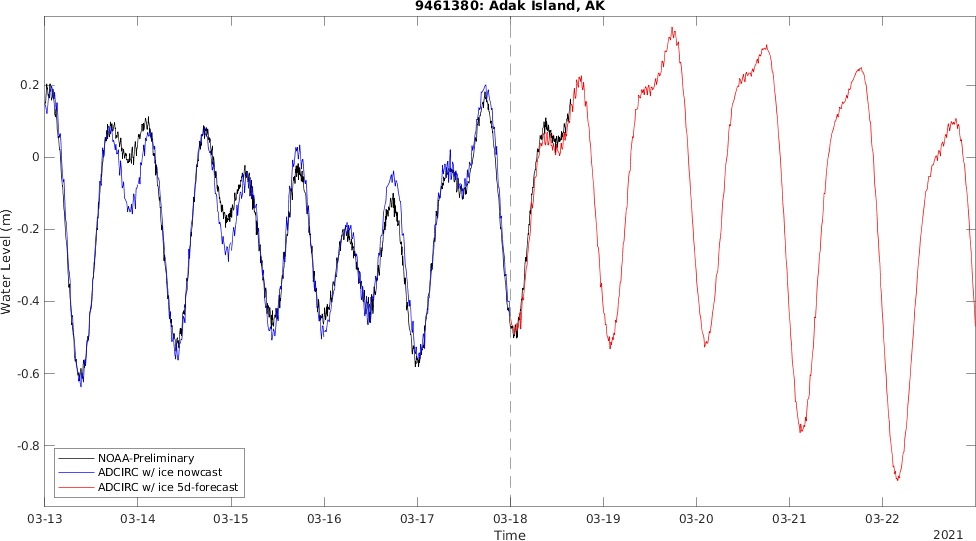 9461380: Adak Island, AK
0.2
0
-0.2
-0.4
-0.6
-0.8
Water Level (m)
NOAA-Preliminary
ADCIRC w/ ice nowcast
ADCIRC w/ ice 5d-forecast
03-13 03-14 03-15 03-16 03-17 03-18 03-19 03-20 03-21 03-22
Time
2021